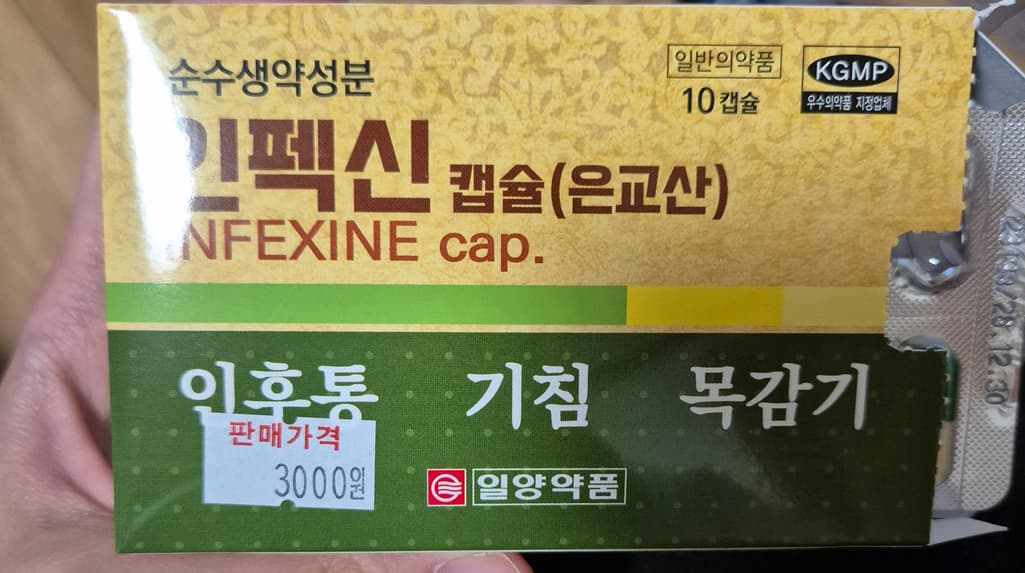 순수생약성분
일반의약품
10캡슐
KGMP
우수의약품 지정업체
인펙신 캡슐(은교산)
INFEXINE cap.
인후통 기침 목감기
판매가격
3000원
일양약품